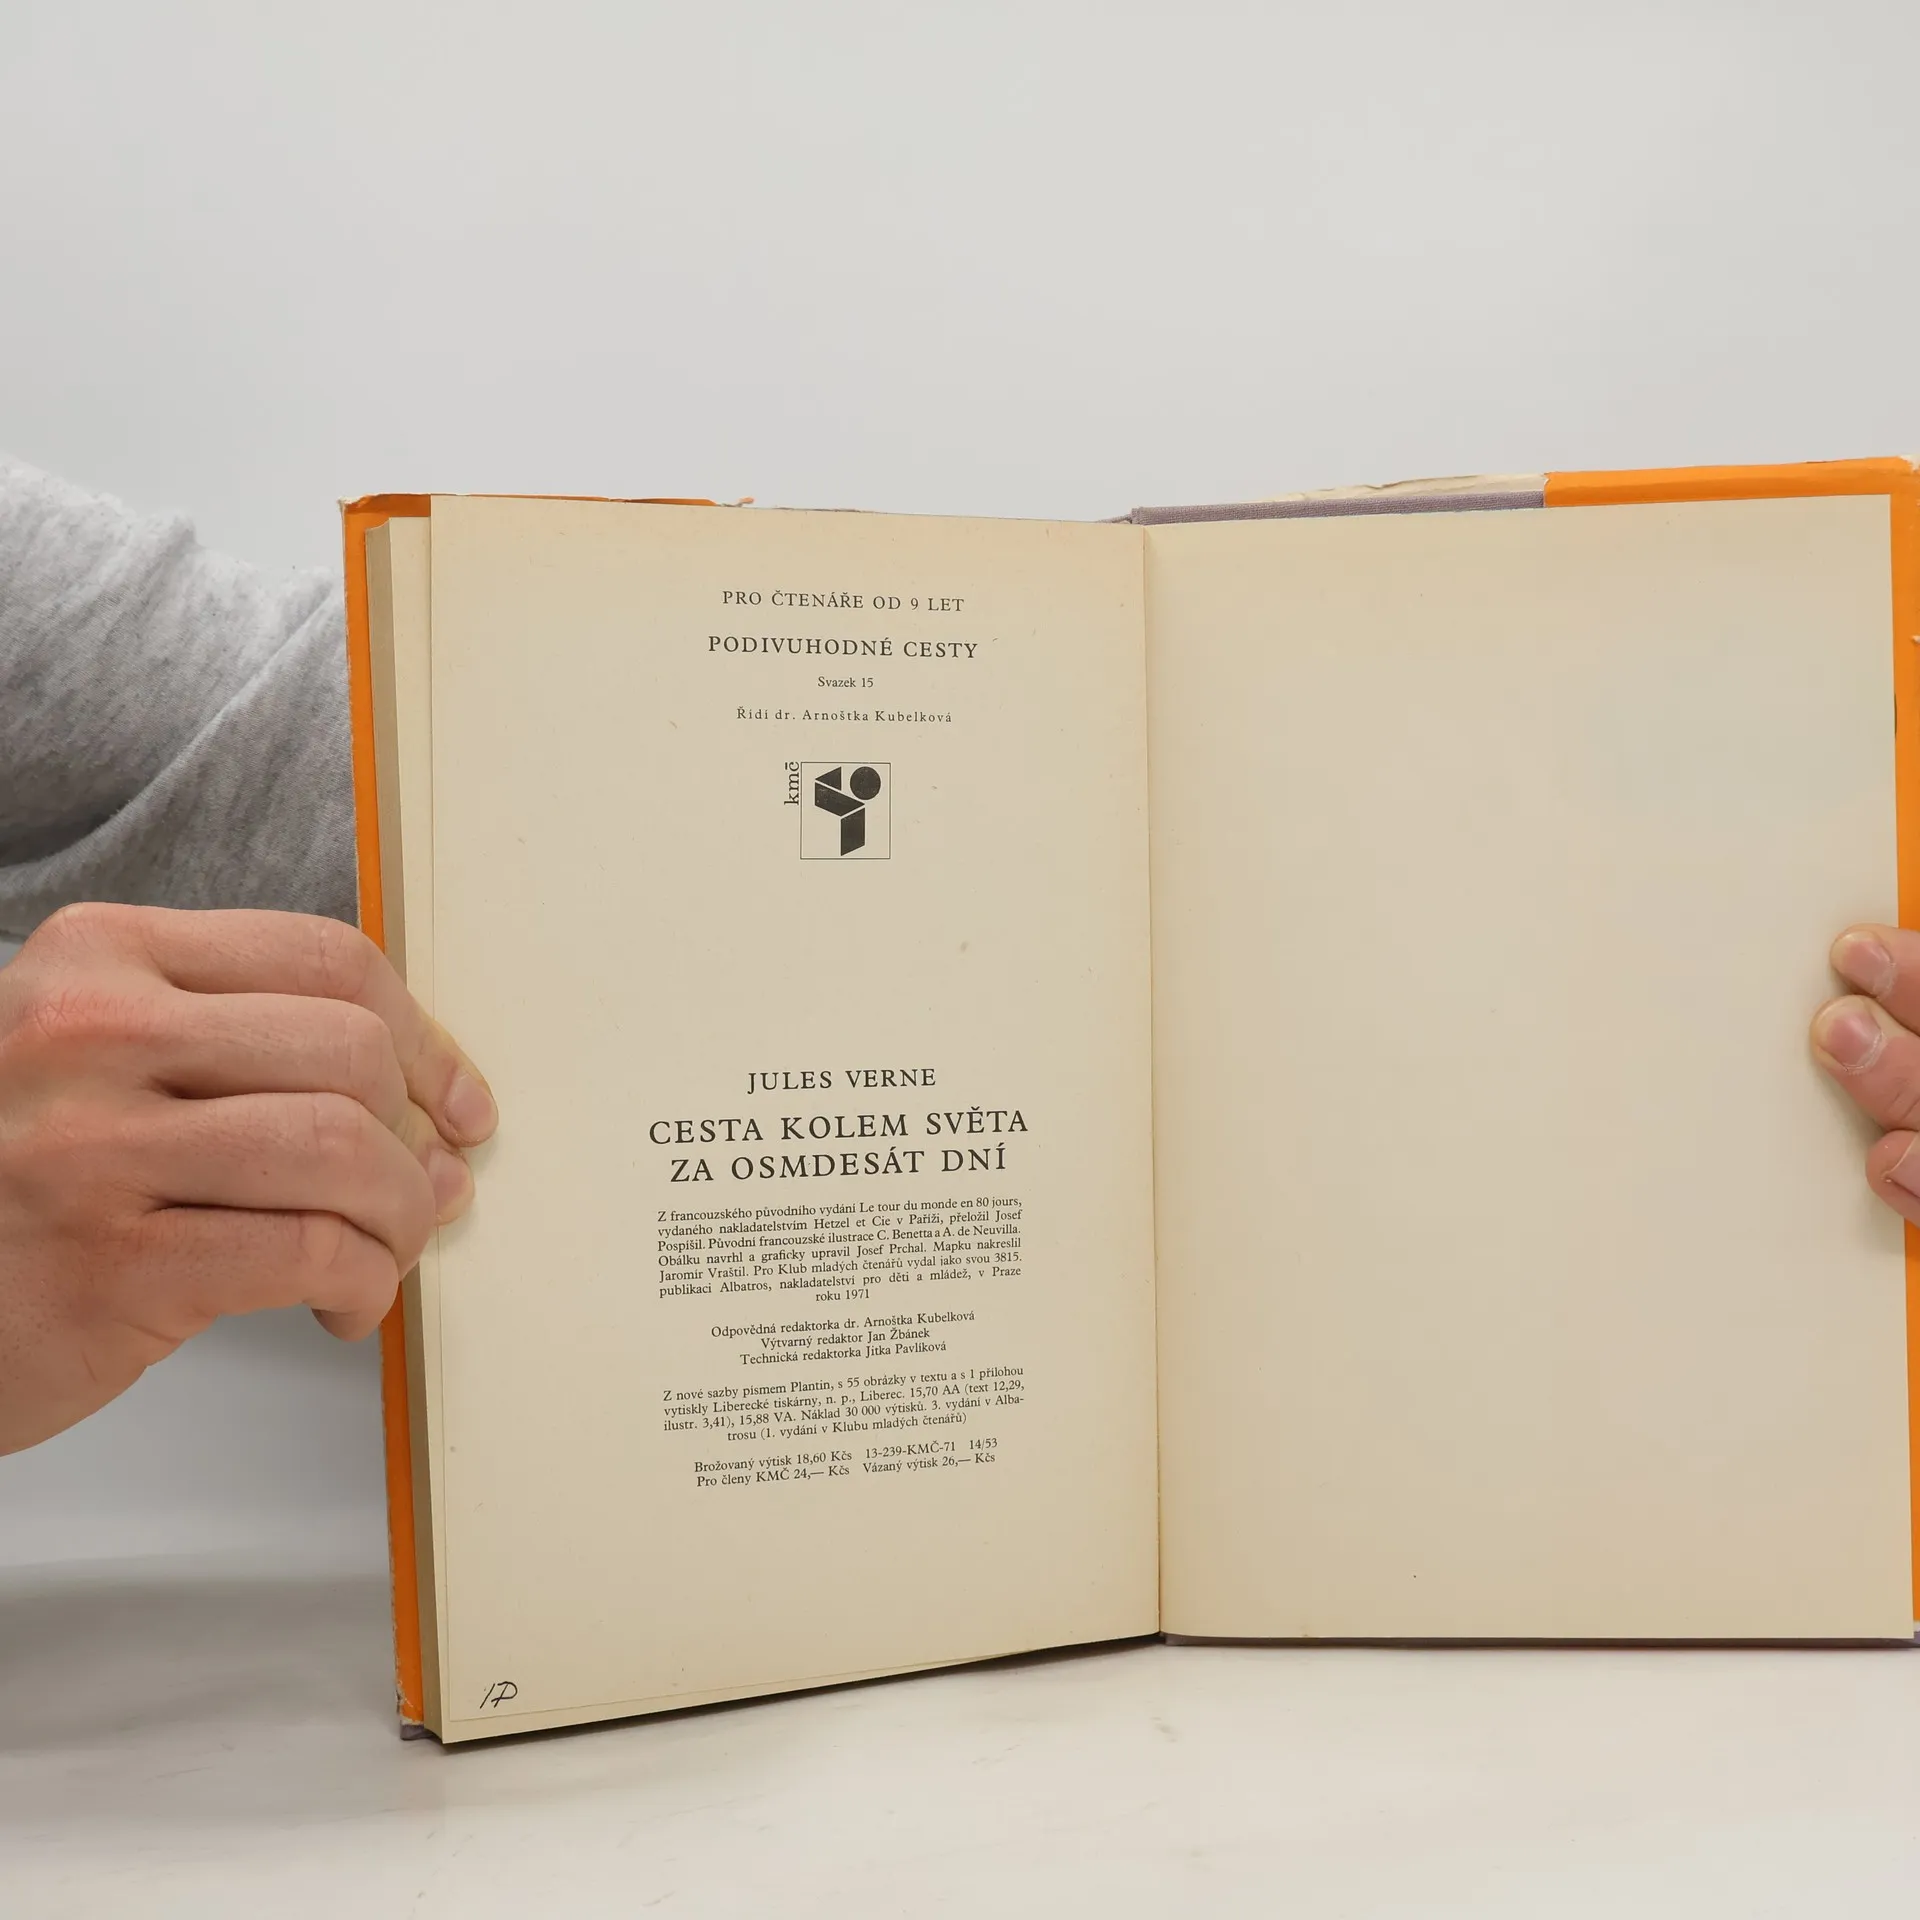 PRO ČTENÁŘE OD 9 LET
PODIVUHODNÉ CESTY
Svazek 15
Řídí dr. Arnoštka Kubelková
kmč
JULES VERNE
CESTA KOLEM SVĚTA
ZA OSMDESÁT DNÍ
Z francouzského původního vydání Le tour du monde en 80 jours,
vydaného nakladatelstvím Hetzel et Cie v Paříži, přeložil Josef
Pospíšil. Původní francouzské ilustrace C. Benetta a A. de Neuvilla.
Obálku navrhl a graficky upravil Josef Prchal. Mapku nakreslil
Jaromír Vraštil. Pro Klub mladých čtenářů vydal jako svou 3815.
publikaci Albatros, nakladatelství pro děti a mládež, v Praze
roku 1971
Odpovědná redaktorka dr. Arnoštka Kubelková
Výtvarný redaktor Jan Žbánek
Technická redaktorka Jitka Pavlíková
Z nové sazby písmem Plantin, s 55 obrázky v textu a s 1 přílohou
vytiskly Liberecké tiskárny, n. p., Liberec. 15,70 AA (text 12,29,
ilustr. 3,41), 15,88 VA. Náklad 30 000 výtisků. 3. vydání v Alba-
trosu (1. vydání v Klubu mladých čtenářů)
Brožovaný výtisk 18,60 Kčs 13-239-KMČ-71 14/53
Pro členy KMČ 24,— Kčs Vázaný výtisk 26,— Kčs